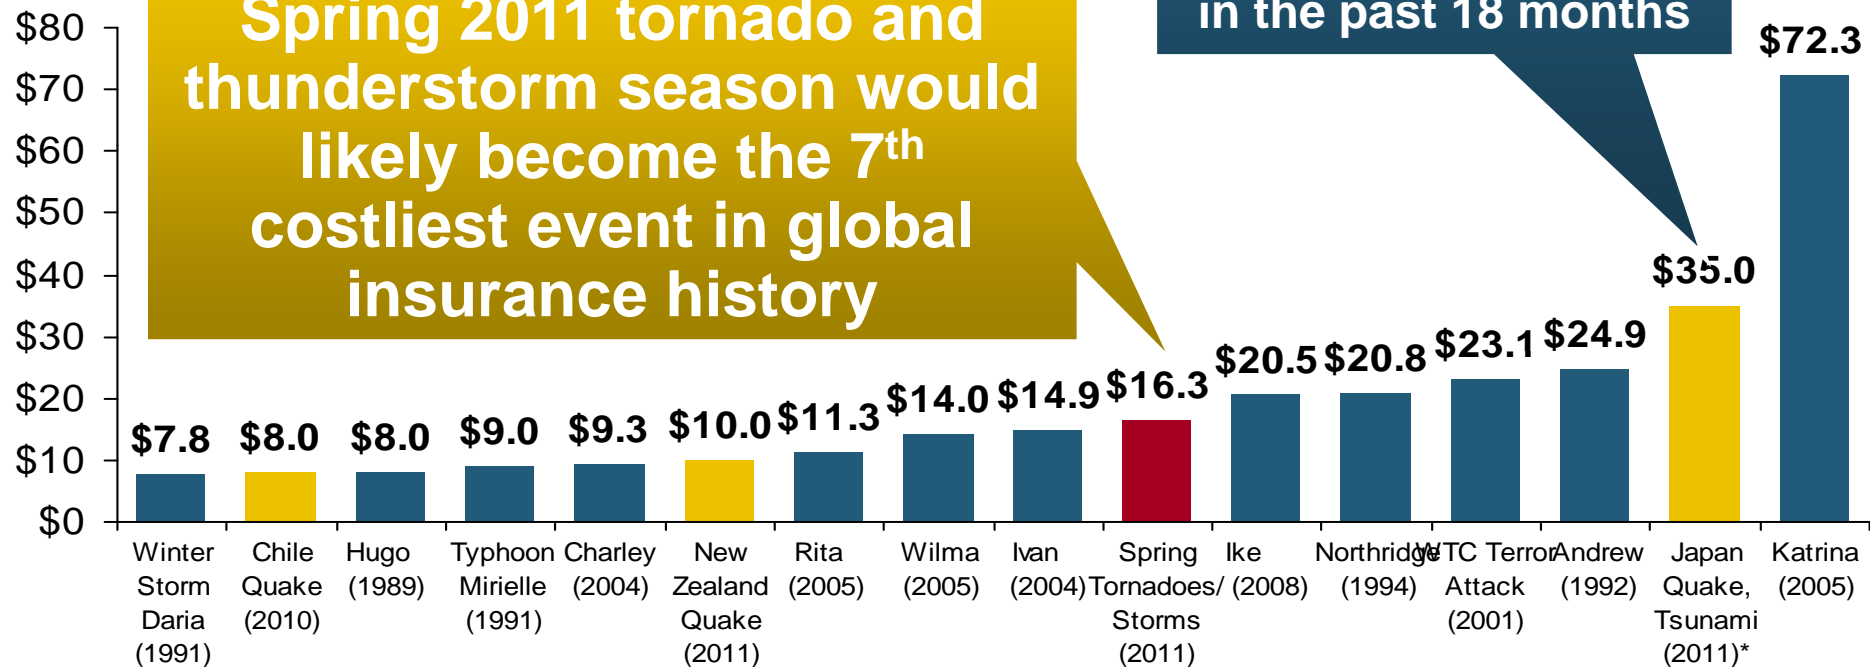 Spring 2011 tornado and
thunderstorm season would
likely become the 7th
costliest event in global
insurance history
in the past 18 months
$80
$70
$60
$50
$40
$30
$20
$10
$0
$7.8
$8.0
$8.0
$9.0
$9.3
$10.0
$11.3
$14.0
$14.9
$16.3
$20.5
$20.8
$23.1
$24.9
$35.0
$72.3
Winter
Storm
Daria
(1991)
Chile
Quake
(2010)
Hugo
(1989)
Typhoon
Mirielle
(1991)
Charley
(2004)
New
Zealand
Quake
(2011)
Rita
(2005)
Wilma
(2005)
Ivan
(2004)
Spring
Tornadoes/
Storms
(2011)
Ike
(2008)
Northridge
(1994)
WTC Terror
Attack
(2001)
Andrew
(1992)
Japan
Quake,
Tsunami
(2011)*
Katrina
(2005)